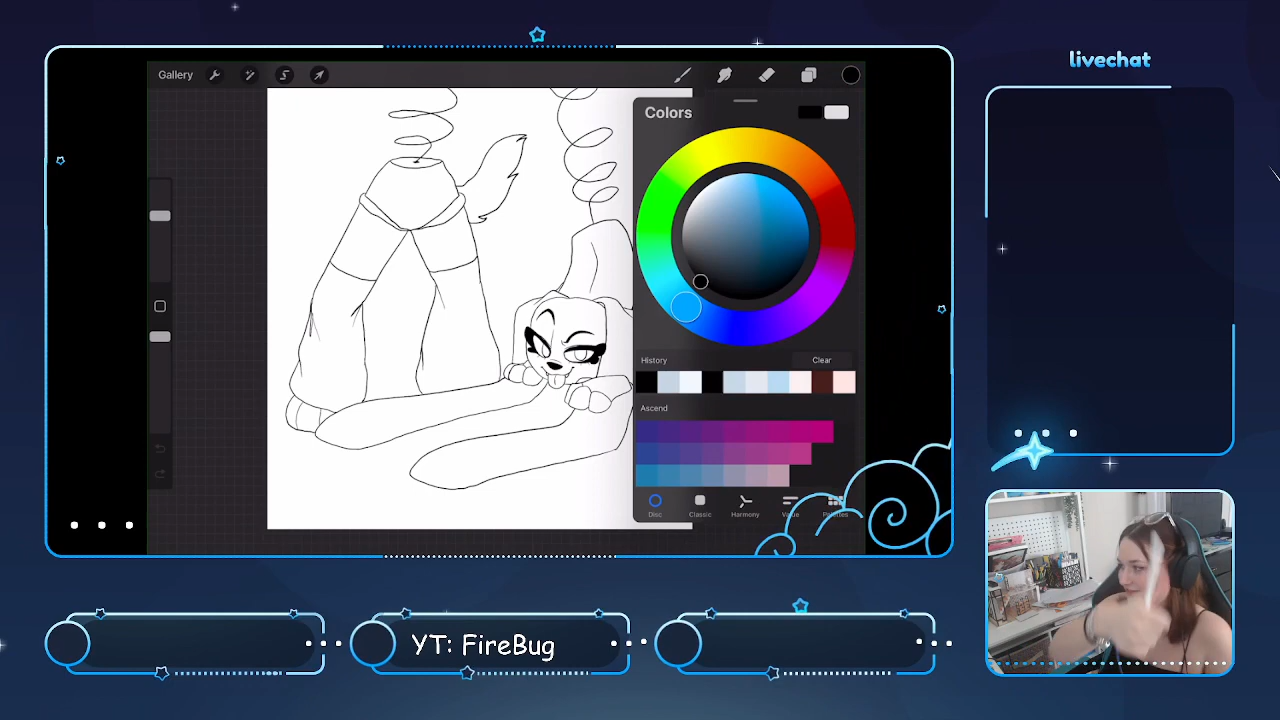 livechat
Gallery
Colors
History
Clear
Ascend
Disc
Classic
Harmony
Value
Palettes
YT: FireBug